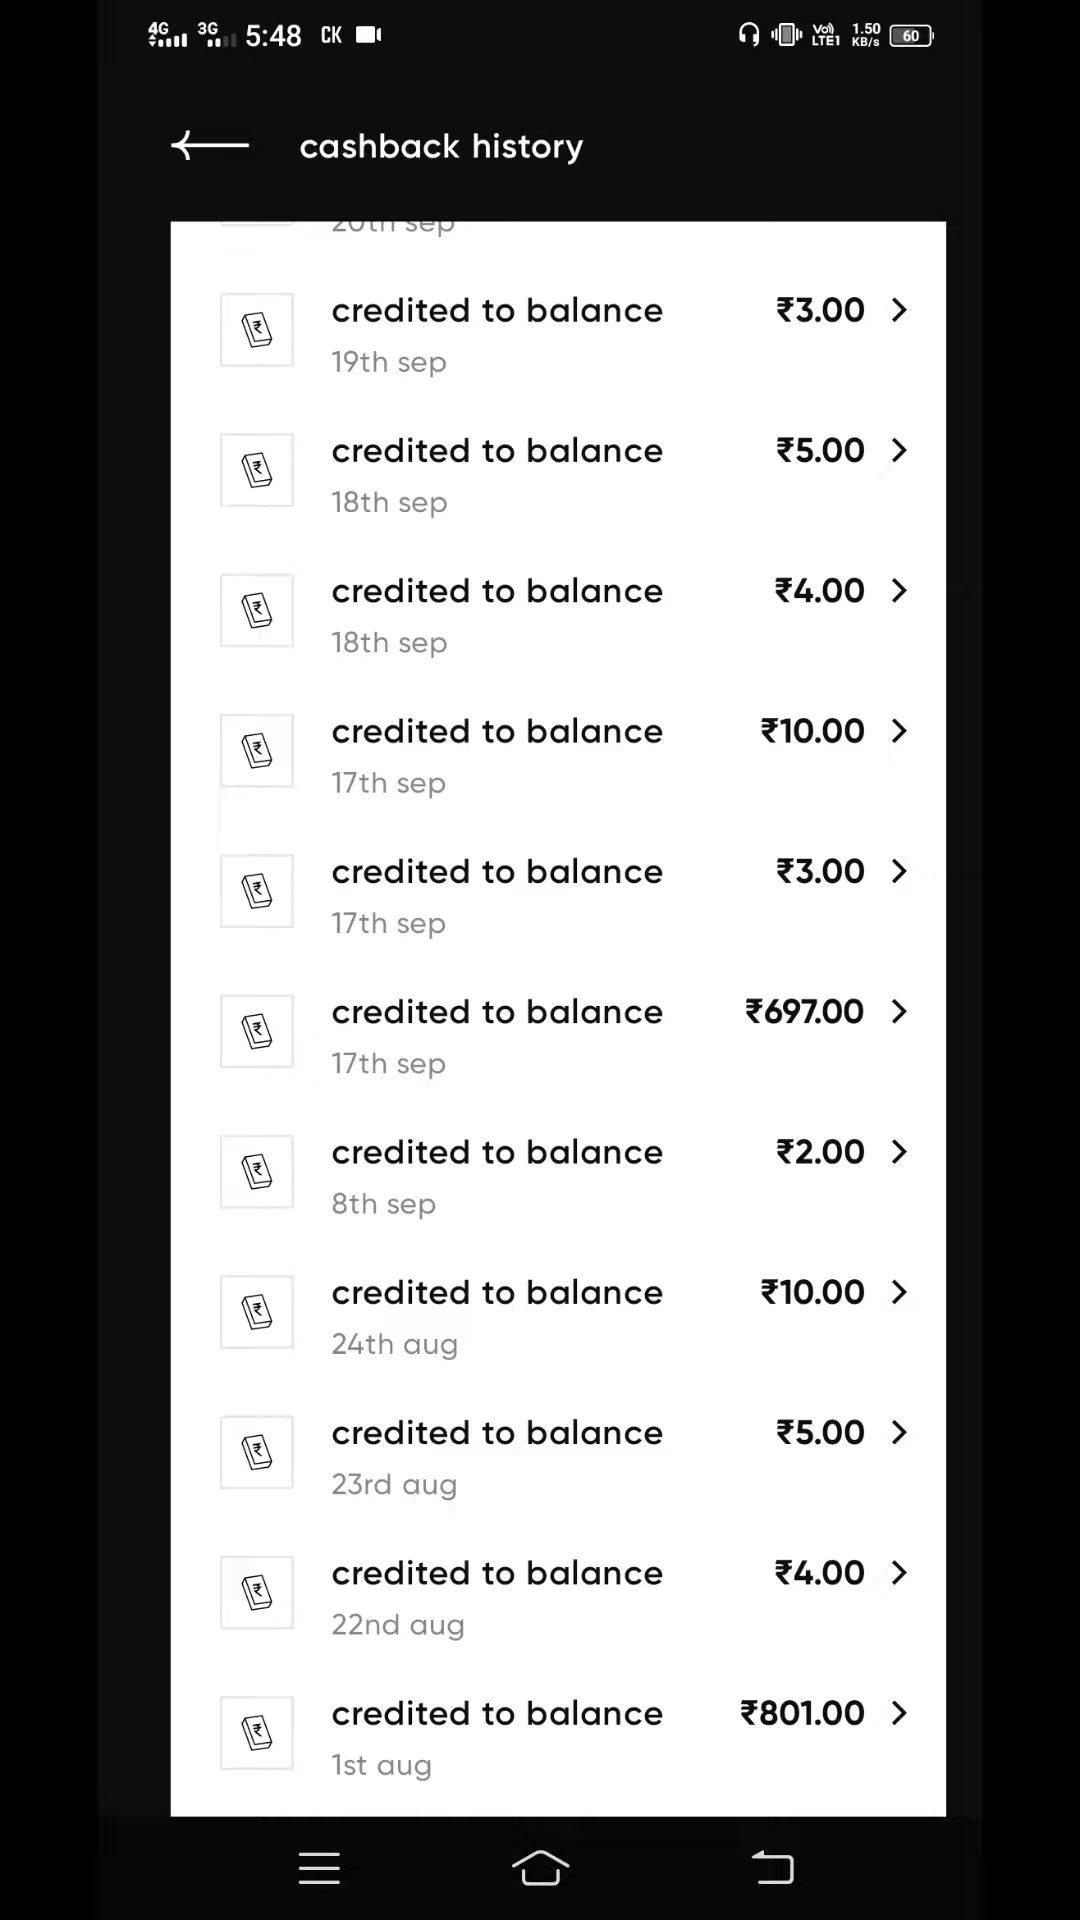 4G 3G 5:48 CK Vo) LTE1 1.50 KB/s 60
cashback history
20th sep
credited to balance ₹3.00
19th sep
credited to balance ₹5.00
18th sep
credited to balance ₹4.00
18th sep
credited to balance ₹10.00
17th sep
credited to balance ₹3.00
17th sep
credited to balance ₹697.00
17th sep
credited to balance ₹2.00
8th sep
credited to balance ₹10.00
24th aug
credited to balance ₹5.00
23rd aug
credited to balance ₹4.00
22nd aug
credited to balance ₹801.00
1st aug